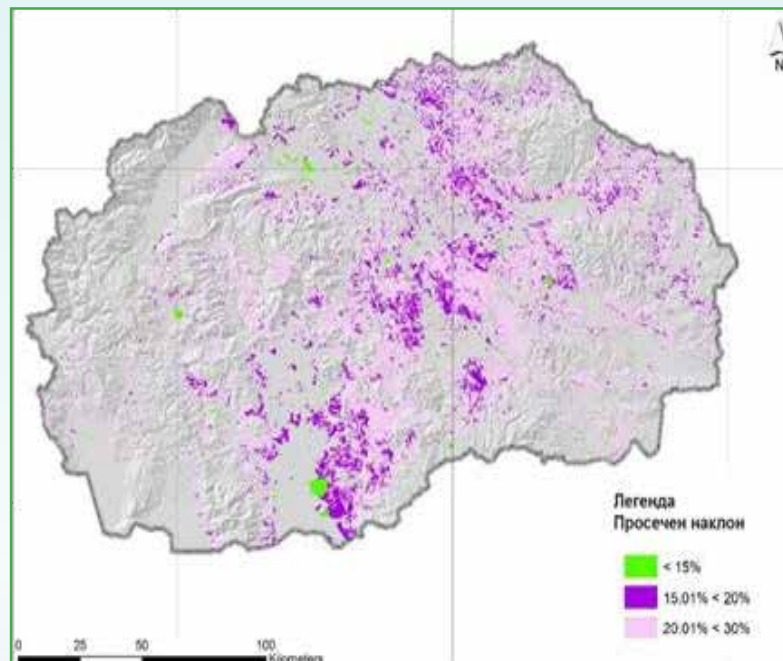 N
Легенда
Просечен наклон
< 15%
15.01% < 20%
20.01% < 30%
0 25 50 100
Kilometers